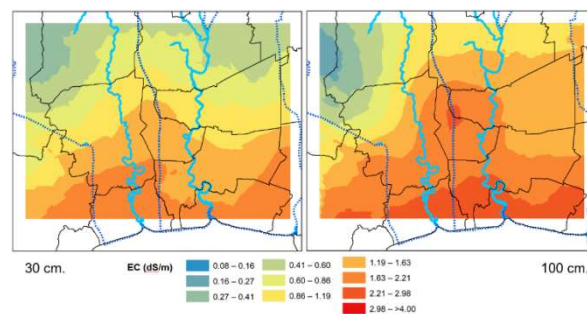 30 cm.
EC (dS/m)
100 cm.
0.08 – 0.16
0.16 – 0.27
0.27 – 0.41
0.41 – 0.60
0.60 – 0.86
0.86 – 1.19
1.19 – 1.63
1.63 – 2.21
2.21 – 2.98
2.98 – >4.00